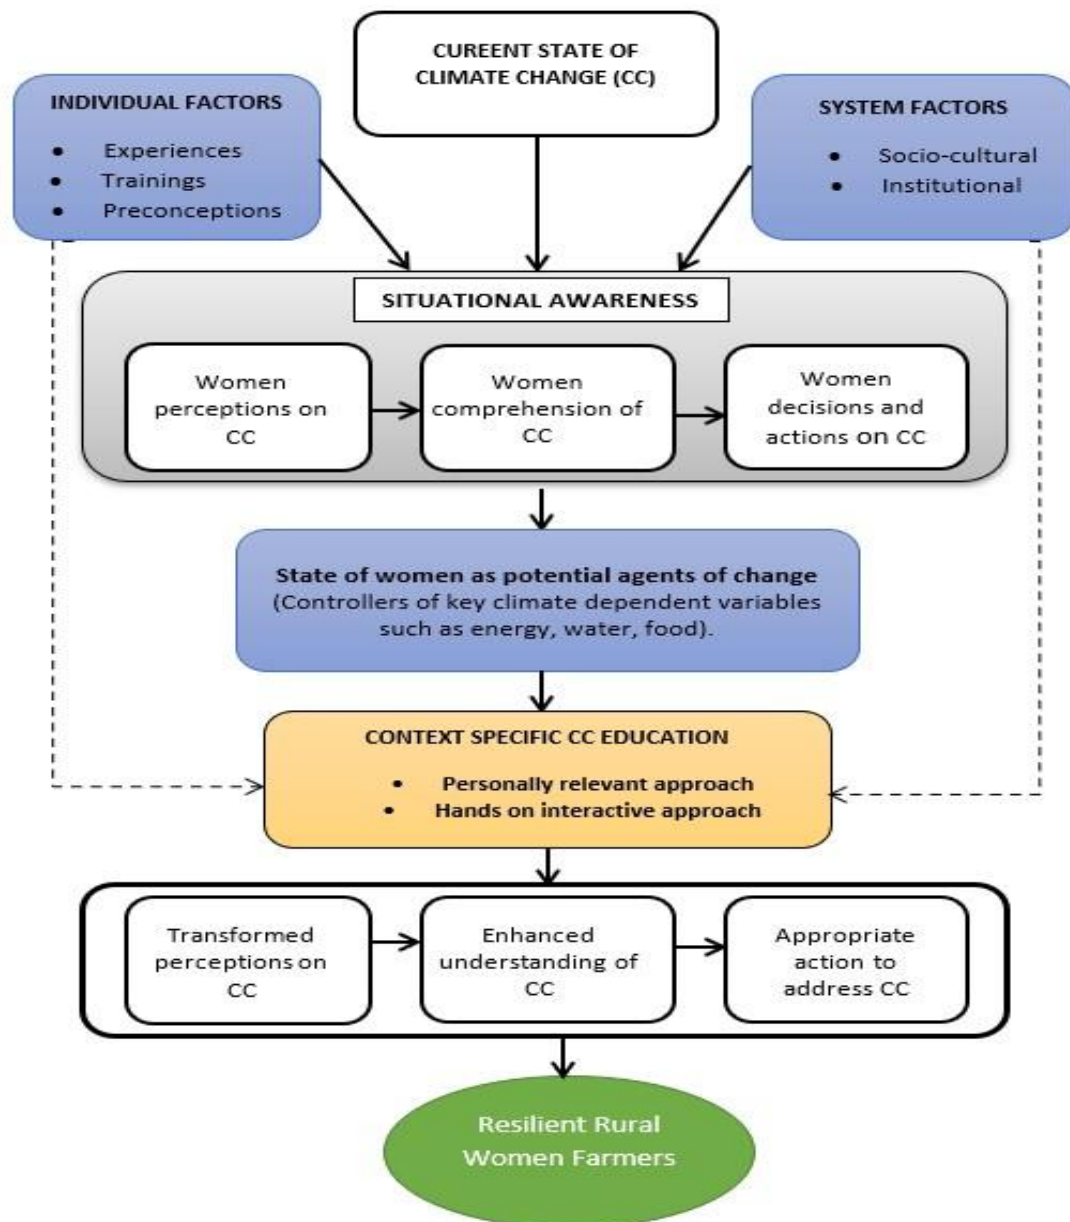 CUREENT STATE OF
CLIMATE CHANGE (CC)
INDIVIDUAL FACTORS
• Experiences
• Trainings
• Preconceptions
SYSTEM FACTORS
• Socio-cultural
• Institutional
SITUATIONAL AWARENESS
Women
perceptions on
CC
Women
comprehension of
CC
Women
decisions and
actions on CC
State of women as potential agents of change
(Controllers of key climate dependent variables
such as energy, water, food).
CONTEXT SPECIFIC CC EDUCATION
• Personally relevant approach
• Hands on interactive approach
Transformed
perceptions on
CC
Enhanced
understanding of
CC
Appropriate
action to
address CC
Resilient Rural
Women Farmers